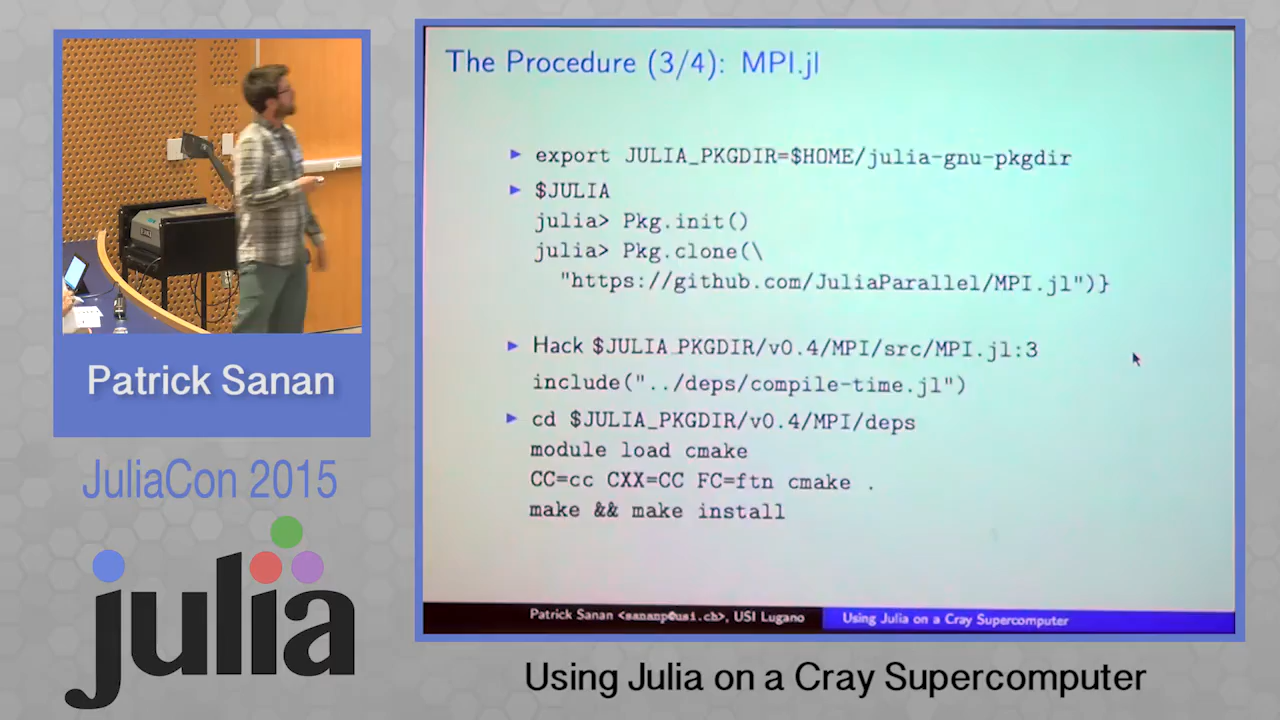 The Procedure (3/4): MPI.jl
► export JULIA_PKGDIR=$HOME/julia-gnu-pkgdir
► $JULIA
julia> Pkg.init()
julia> Pkg.clone(\
"https://github.com/JuliaParallel/MPI.jl")}
► Hack $JULIA_PKGDIR/v0.4/MPI/src/MPI.jl:3
include("../deps/compile-time.jl")
► cd $JULIA_PKGDIR/v0.4/MPI/deps
module load cmake
CC=cc CXX=CC FC=ftn cmake .
make && make install
Patrick Sanan <sananp@usi.ch>, USI Lugano
Using Julia on a Cray Supercomputer
Patrick Sanan
JuliaCon 2015
julia
Using Julia on a Cray Supercomputer